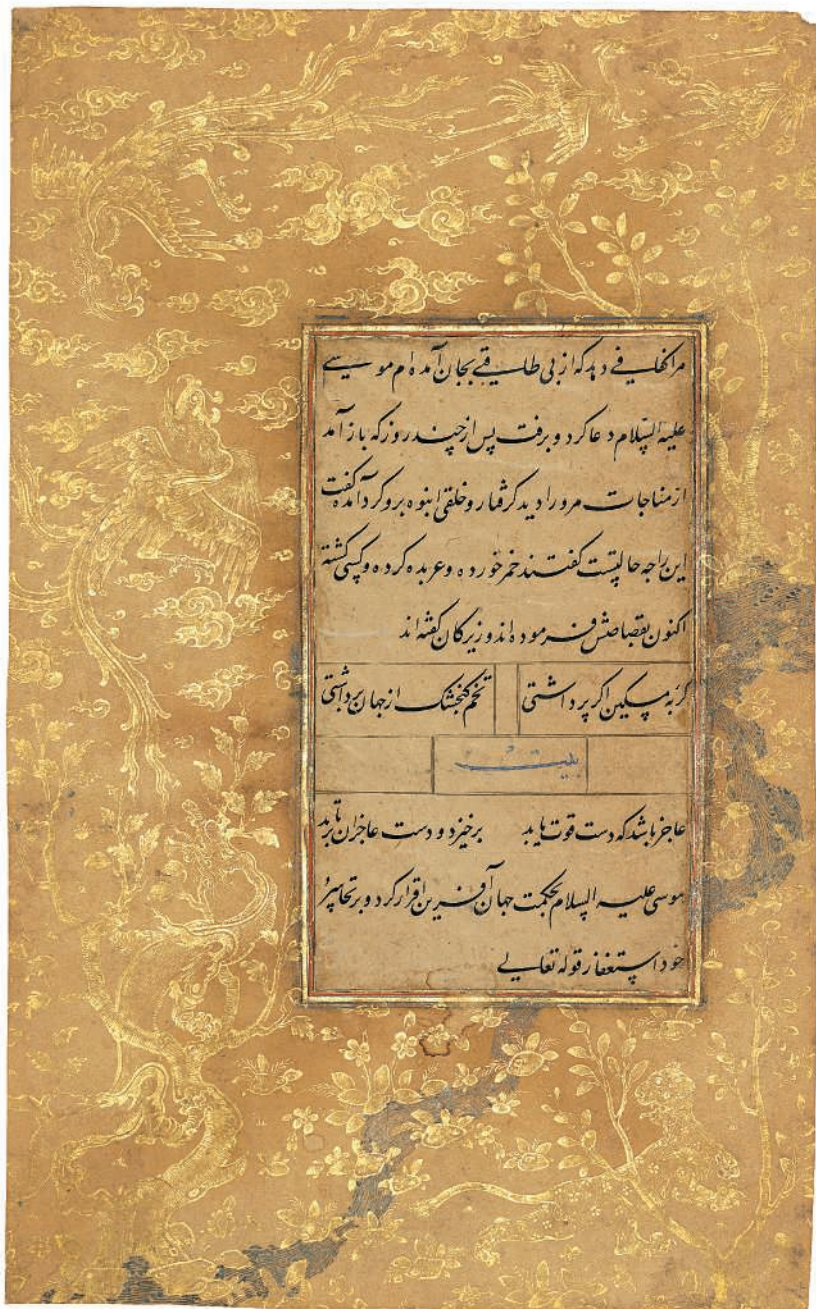 مرا کفافی دهد که از بی طاقتی بجان آمده ام موسی
علیه السلام دعا کرد و برفت پس از چند روز که باز آمد
از مناجات مرورا دید گرفتار و خلقی انبوه برو گرد آمده گفت
این را چه حالتست گفتند خمر خورده و عربده کرده و کسی کشته
اکنون بقصاصش فرموده اند و زیرکان گفته اند
گربه مسکین اگر پر داشتی تخم گنجشک از جهان برداشتی
بیت
عاجز باشد که دست قوت یابد برخیزد و دست عاجزان برتابد
موسی علیه السلام بحکمت جهان آفرین اقرار کرد و بر تجاسر
خود استغفار قوله تعالی